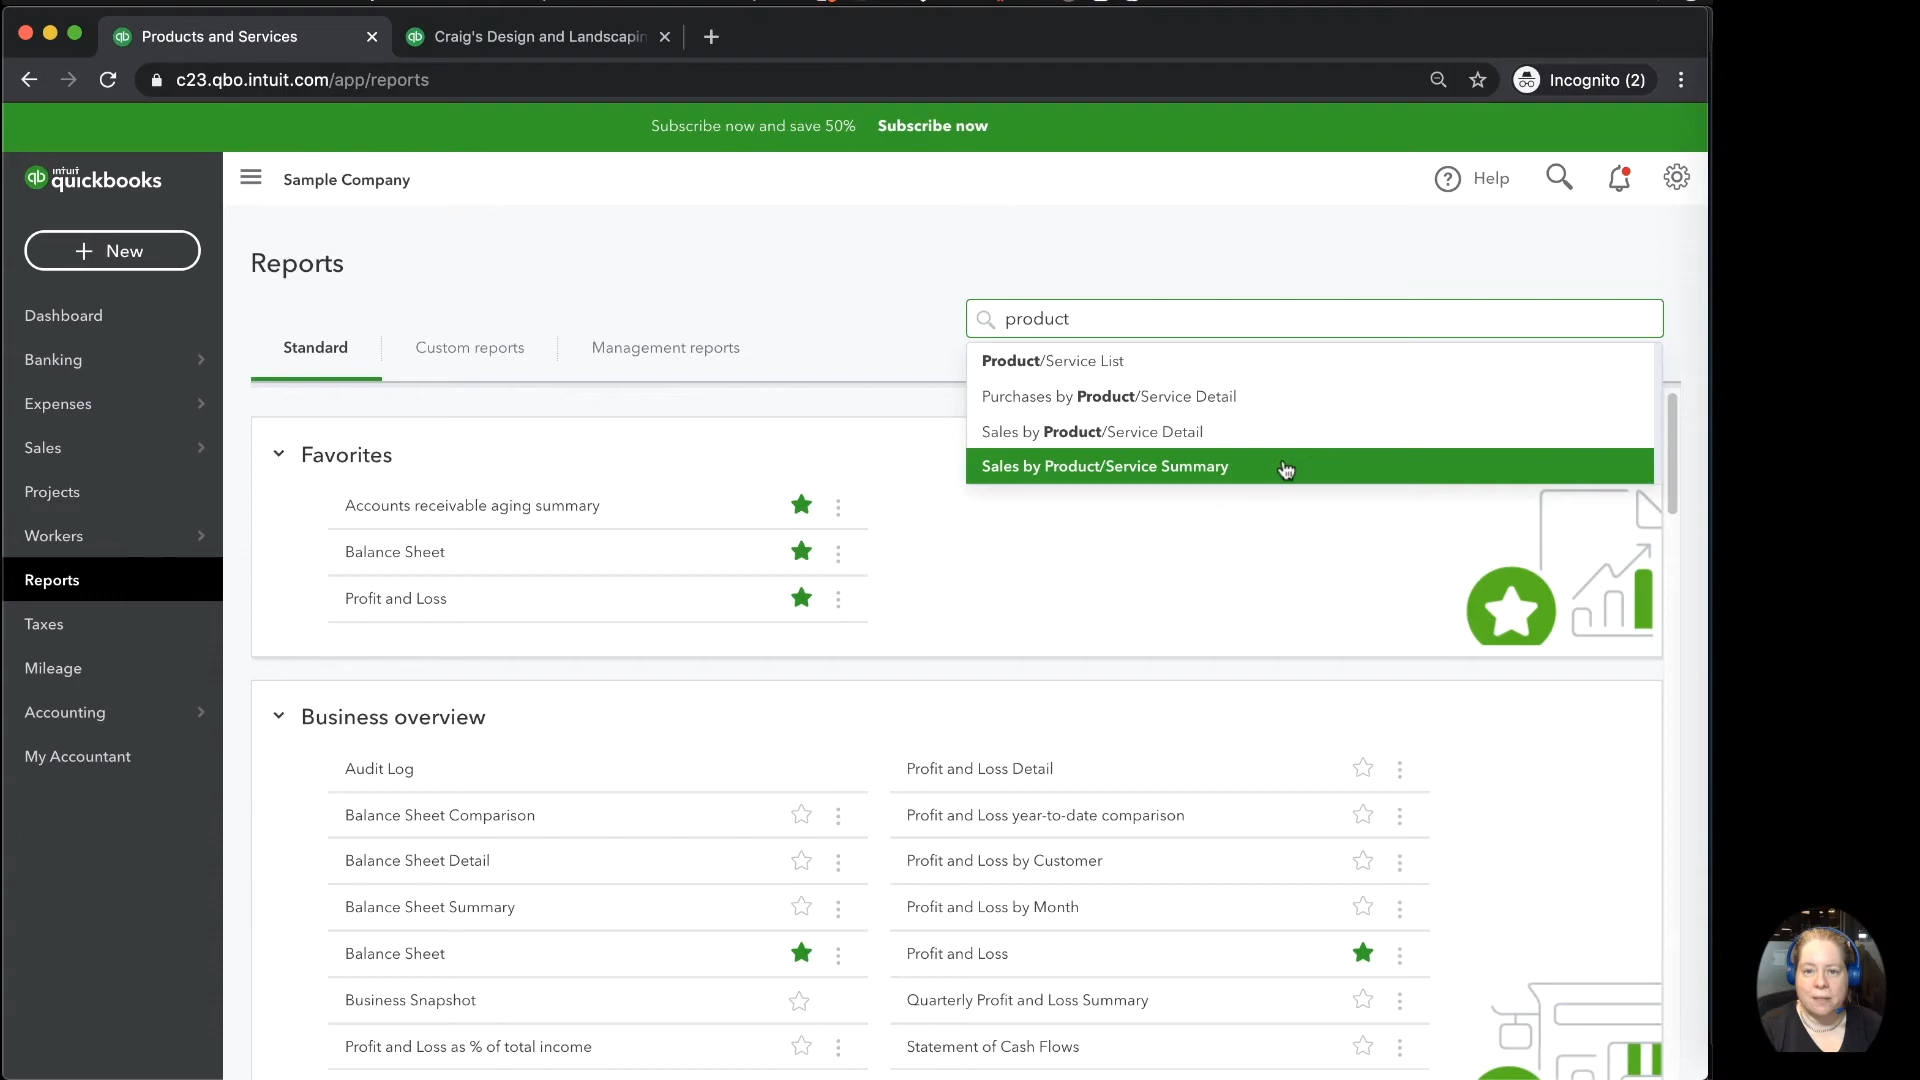 Products and Services
Craig's Design and Landscapin
c23.qbo.intuit.com/app/reports
Incognito (2)
Subscribe now and save 50% Subscribe now
qb intuit quickbooks
Sample Company
? Help
+ New
Dashboard
Banking
Expenses
Sales
Projects
Workers
Reports
Taxes
Mileage
Accounting
My Accountant
Reports
product
Standard
Custom reports
Management reports
Product/Service List
Purchases by Product/Service Detail
Sales by Product/Service Detail
Sales by Product/Service Summary
Favorites
Accounts receivable aging summary
Balance Sheet
Profit and Loss
Business overview
Audit Log
Balance Sheet Comparison
Balance Sheet Detail
Balance Sheet Summary
Balance Sheet
Business Snapshot
Profit and Loss as % of total income
Profit and Loss Detail
Profit and Loss year-to-date comparison
Profit and Loss by Customer
Profit and Loss by Month
Profit and Loss
Quarterly Profit and Loss Summary
Statement of Cash Flows